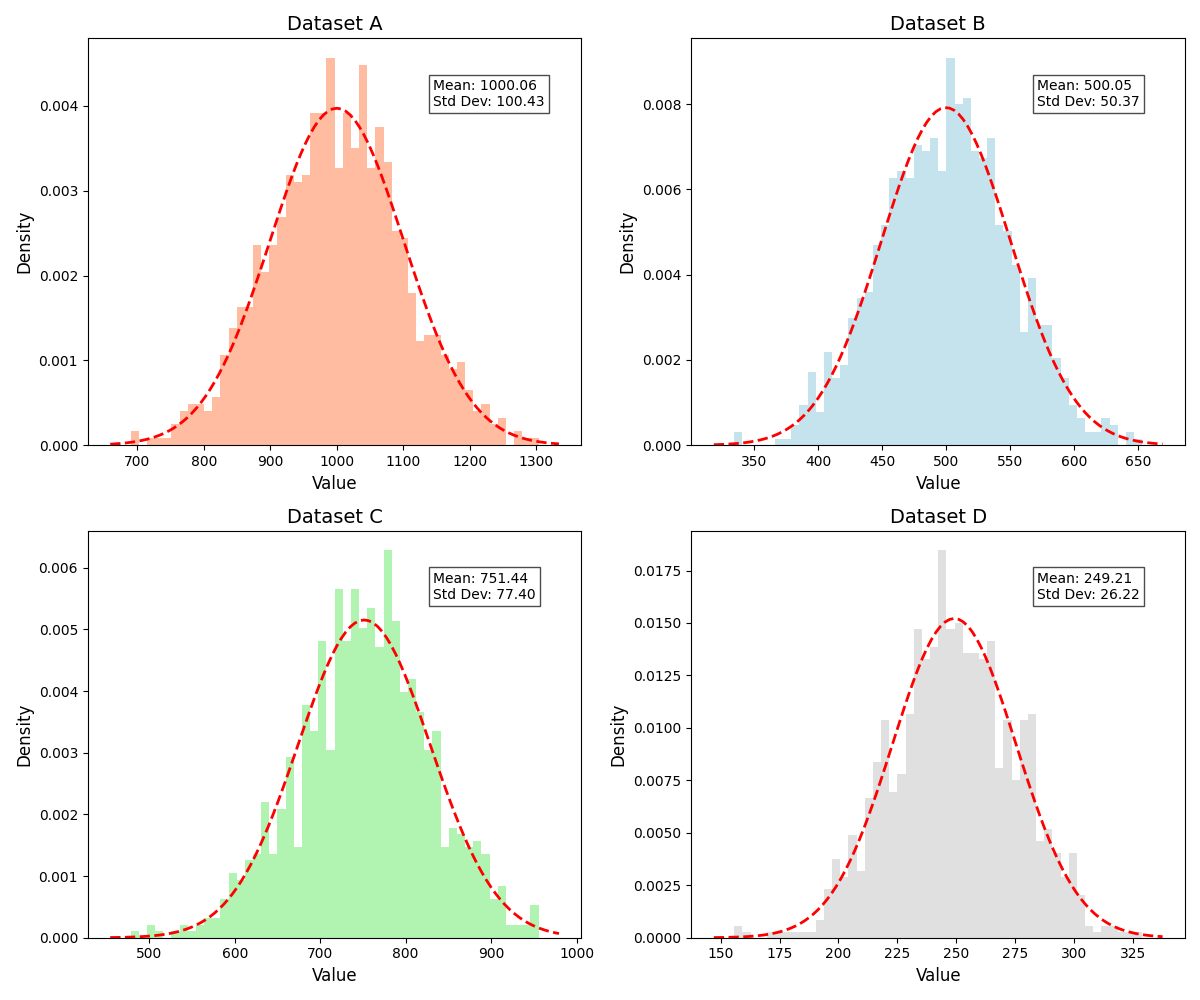 Dataset A
Mean: 1000.06
Std Dev: 100.43
Density
0.004
0.003
0.002
0.001
0.000
700 800 900 1000 1100 1200 1300
Value
Dataset B
Mean: 500.05
Std Dev: 50.37
Density
0.008
0.006
0.004
0.002
0.000
350 400 450 500 550 600 650
Value
Dataset C
Mean: 751.44
Std Dev: 77.40
Density
0.006
0.005
0.004
0.003
0.002
0.001
0.000
500 600 700 800 900 1000
Value
Dataset D
Mean: 249.21
Std Dev: 26.22
Density
0.0175
0.0150
0.0125
0.0100
0.0075
0.0050
0.0025
0.0000
150 175 200 225 250 275 300 325
Value